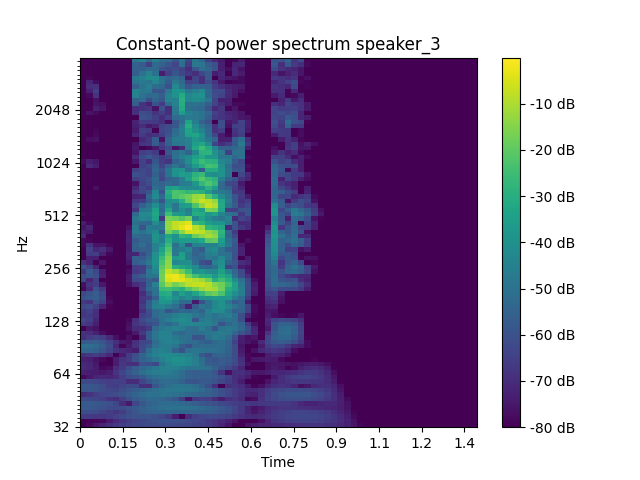 Constant-Q power spectrum speaker_3
Hz
2048
1024
512
256
128
64
32
0 0.15 0.3 0.45 0.6 0.75 0.9 1.1 1.2 1.4
Time
-10 dB
-20 dB
-30 dB
-40 dB
-50 dB
-60 dB
-70 dB
-80 dB